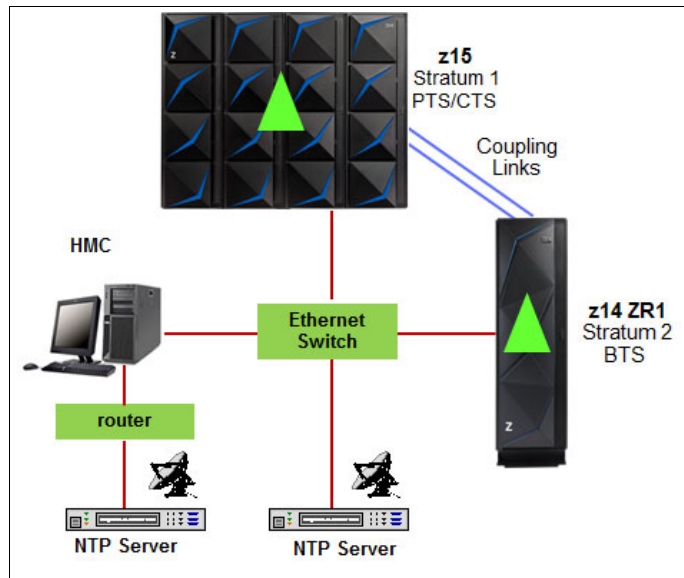 z15
Stratum 1
PTS/CTS
Coupling
Links
HMC
Ethernet
Switch
z14 ZR1
Stratum 2
BTS
router
NTP Server
NTP Server
Z
Z